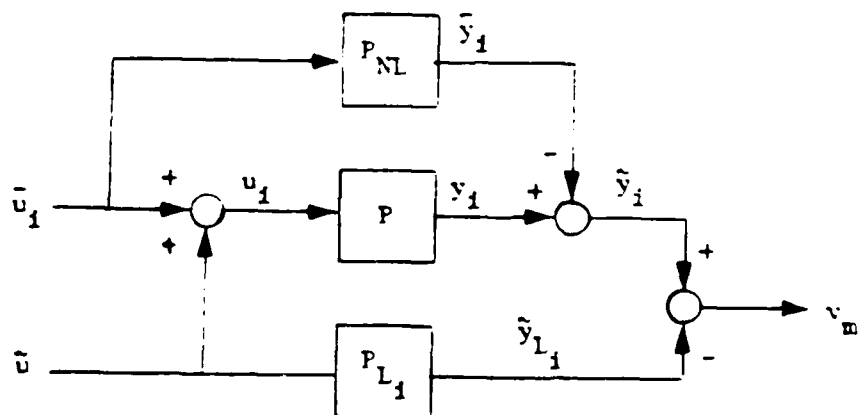 P_NL
ȳ_i
ū_i
+
+
u_i
P
y_i
+
-
ỹ_i
+
-
v_m
ũ
P_L_i
ỹ_L_i